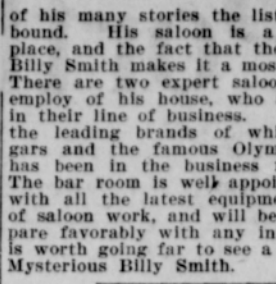 of his many stories the lis
bound. His saloon is a
place, and the fact that th
Billy Smith makes it a mos
There are two expert saloo
employ of his house, who
in their line of business.
the leading brands of wh
gars and the famous Olym
has been in the business
The bar room is well appoi
with all the latest equipme
of saloon work, and will be
pare favorably with any in
is worth going far to see a
Mysterious Billy Smith.